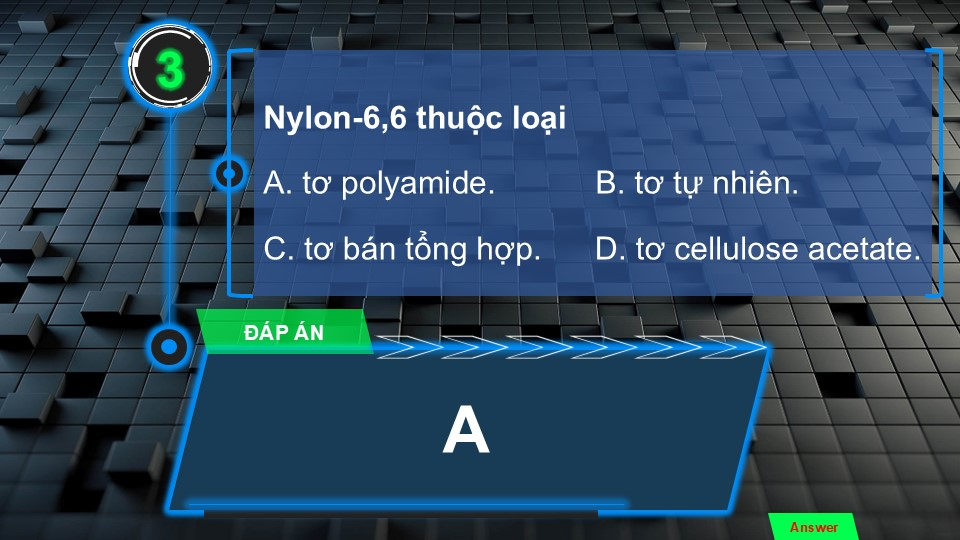 3
Nylon-6,6 thuộc loại
A. tơ polyamide. B. tơ tự nhiên.
C. tơ bán tổng hợp. D. tơ cellulose acetate.
ĐÁP ÁN
A
Answer